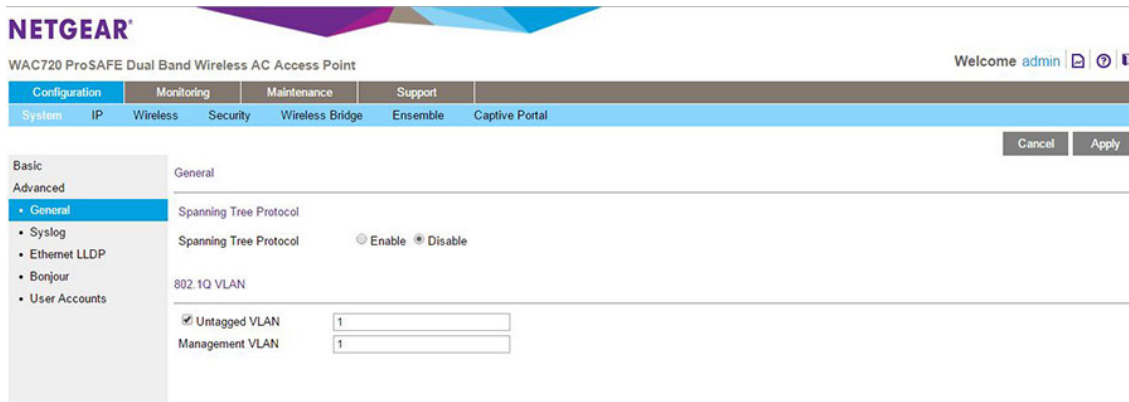 NETGEAR®
WAC720 ProSAFE Dual Band Wireless AC Access Point
Welcome admin
Configuration Monitoring Maintenance Support
System IP Wireless Security Wireless Bridge Ensemble Captive Portal
Cancel Apply
Basic
Advanced
• General
• Syslog
• Ethernet LLDP
• Bonjour
• User Accounts
General
Spanning Tree Protocol
Spanning Tree Protocol Enable Disable
802.1Q VLAN
Untagged VLAN 1
Management VLAN 1